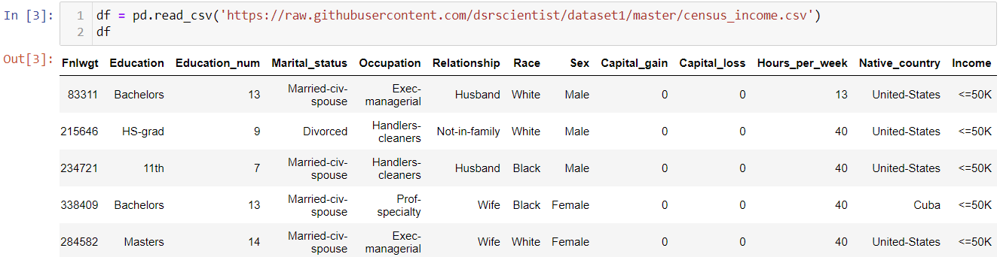 In [3]: 1 df = pd.read_csv('https://raw.githubusercontent.com/dsrscientist/dataset1/master/census_income.csv')
2 df
Out[3]:
Fnlwgt Education Education_num Marital_status Occupation Relationship Race Sex Capital_gain Capital_loss Hours_per_week Native_country Income
83311 Bachelors 13 Married-civ-spouse Exec-managerial Husband White Male 0 0 13 United-States <=50K
215646 HS-grad 9 Divorced Handlers-cleaners Not-in-family White Male 0 0 40 United-States <=50K
234721 11th 7 Married-civ-spouse Handlers-cleaners Husband Black Male 0 0 40 United-States <=50K
338409 Bachelors 13 Married-civ-spouse Prof-specialty Wife Black Female 0 0 40 Cuba <=50K
284582 Masters 14 Married-civ-spouse Exec-managerial Wife White Female 0 0 40 United-States <=50K